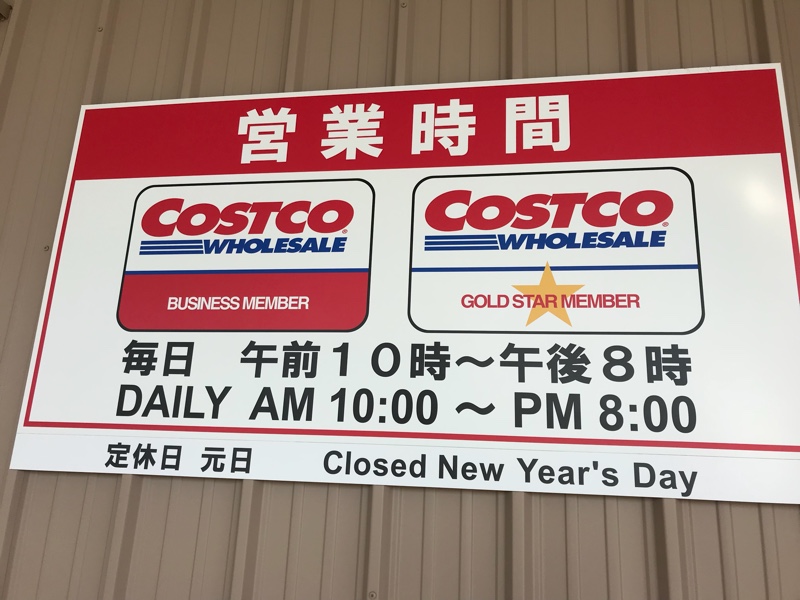 営業時間
COSTCO
WHOLESALE
BUSINESS MEMBER
COSTCO
WHOLESALE
GOLD STAR MEMBER
毎日　午前１０時～午後８時
DAILY AM 10:00 ～ PM 8:00
定休日 元日 Closed New Year's Day